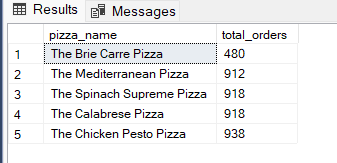 Results Messages
pizza_name total_orders
1 The Brie Carre Pizza 480
2 The Mediterranean Pizza 912
3 The Spinach Supreme Pizza 918
4 The Calabrese Pizza 918
5 The Chicken Pesto Pizza 938